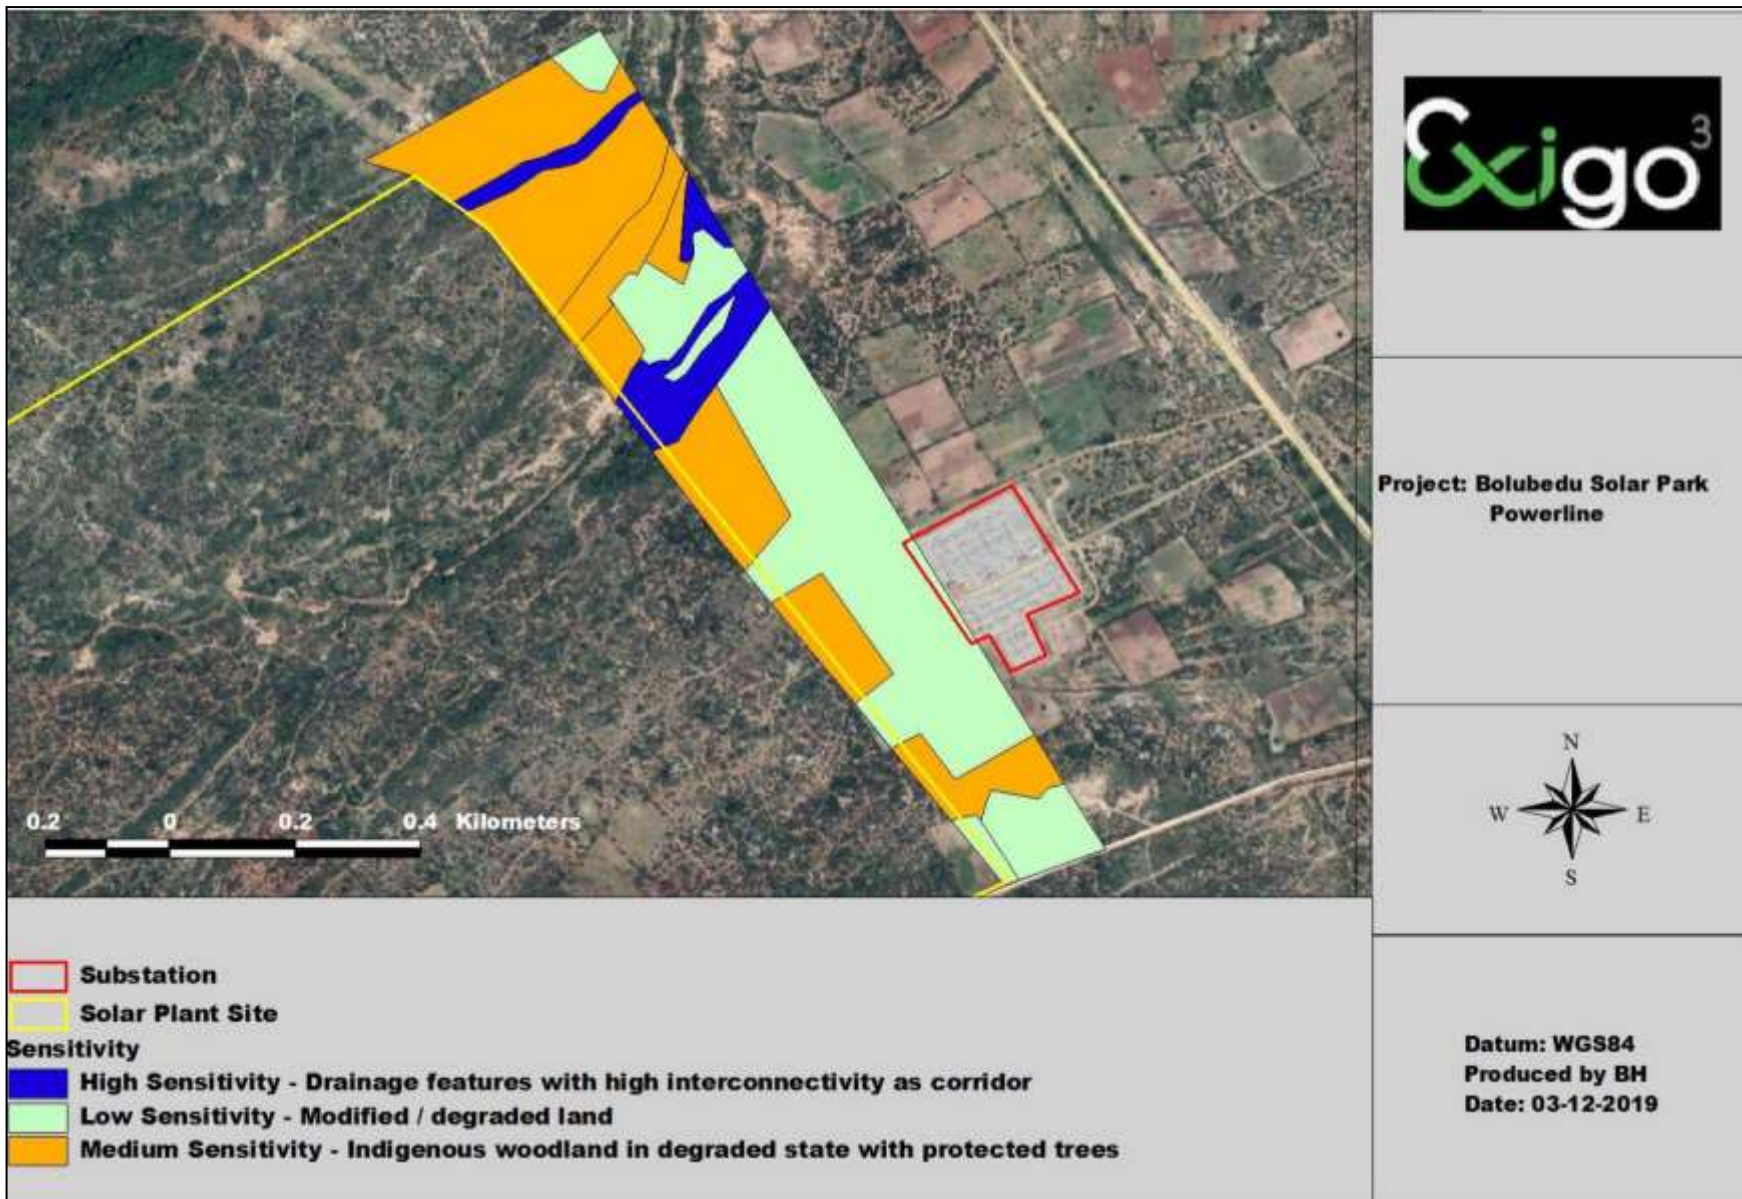 Exigo3
Project: Bolubedu Solar Park
Powerline
N
W
E
S
0.2 0 0.2 0.4 Kilometers
Substation
Solar Plant Site
Sensitivity
High Sensitivity - Drainage features with high interconnectivity as corridor
Low Sensitivity - Modified / degraded land
Medium Sensitivity - Indigenous woodland in degraded state with protected trees
Datum: WGS84
Produced by BH
Date: 03-12-2019